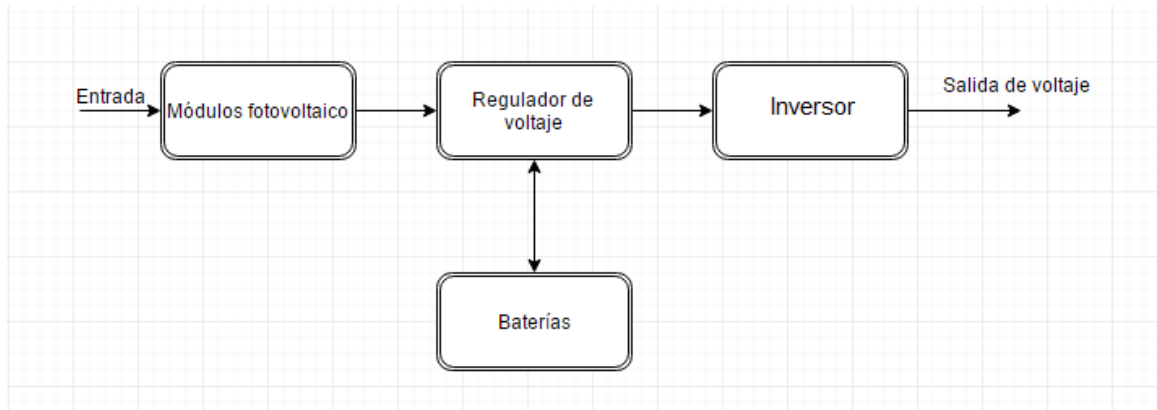 Entrada
Módulos fotovoltaico
Regulador de
voltaje
Inversor
Salida de voltaje
Baterías